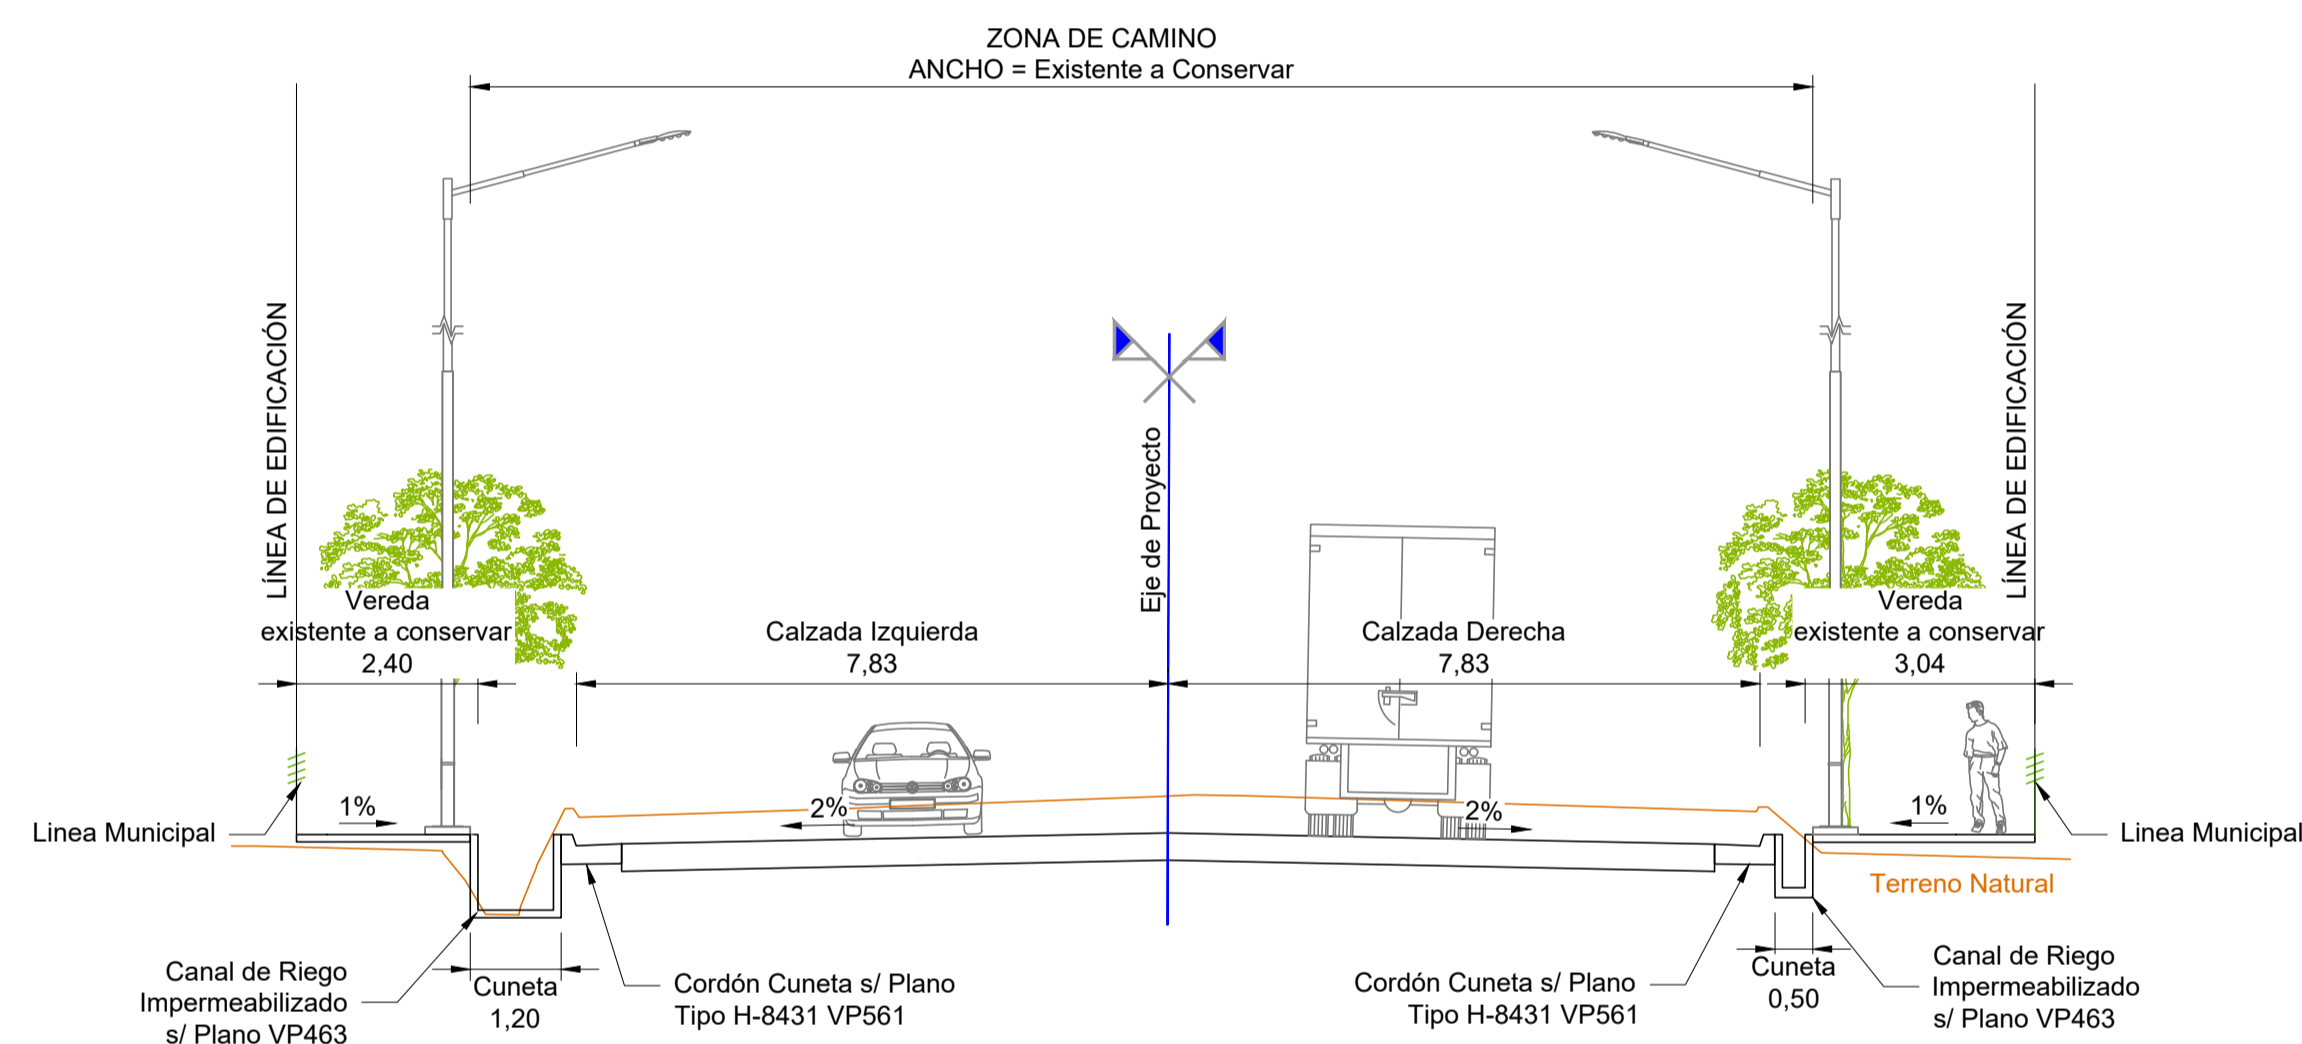 ZONA DE CAMINO
ANCHO = Existente a Conservar
LÍNEA DE EDIFICACIÓN
LÍNEA DE EDIFICACIÓN
Eje de Proyecto
Vereda
existente a conservar
2,40
Calzada Izquierda
7,83
Calzada Derecha
7,83
Vereda
existente a conservar
3,04
1%
2%
2%
1%
Linea Municipal
Linea Municipal
Terreno Natural
Canal de Riego
Impermeabilizado
s/ Plano VP463
Cuneta
1,20
Cordón Cuneta s/ Plano
Tipo H-8431 VP561
Cordón Cuneta s/ Plano
Tipo H-8431 VP561
Cuneta
0,50
Canal de Riego
Impermeabilizado
s/ Plano VP463